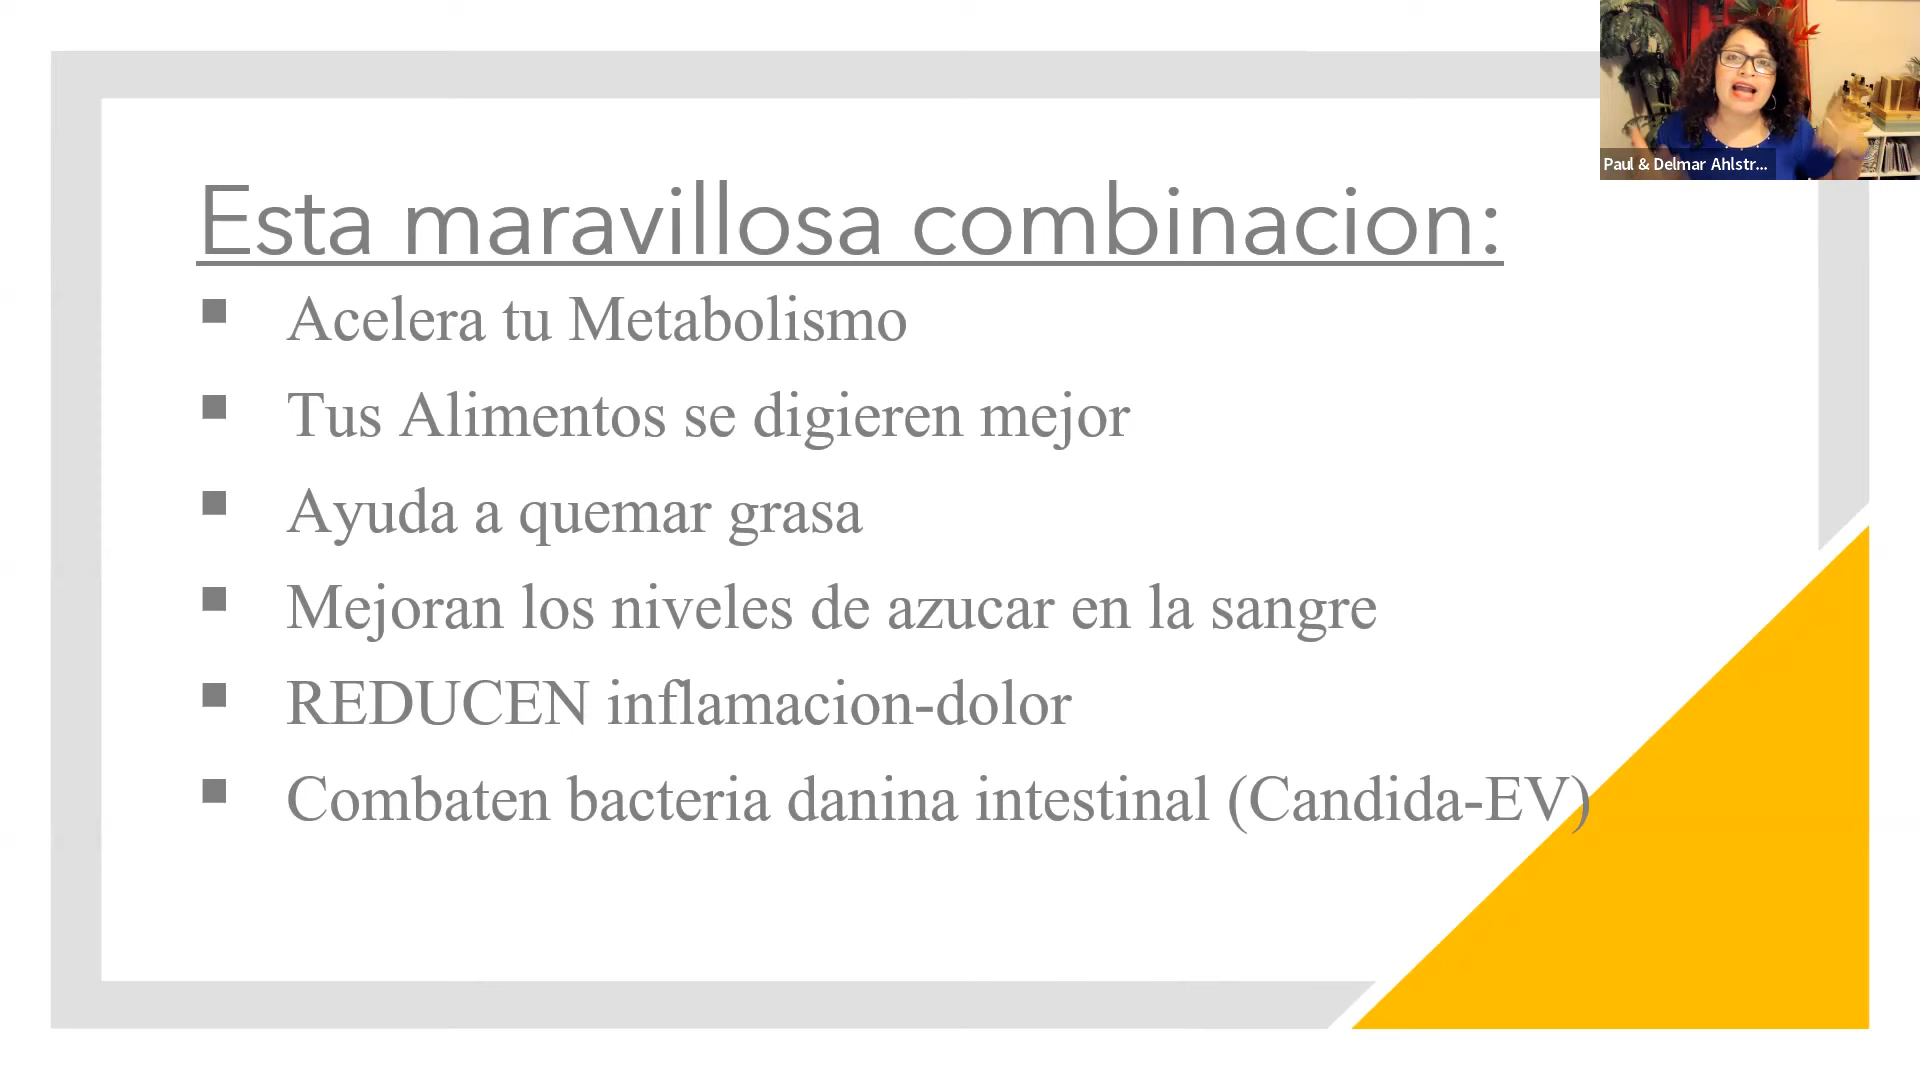 Paul & Delmar Ahlstr...
Esta maravillosa combinacion:
▪ Acelera tu Metabolismo
▪ Tus Alimentos se digieren mejor
▪ Ayuda a quemar grasa
▪ Mejoran los niveles de azucar en la sangre
▪ REDUCEN inflamacion-dolor
▪ Combaten bacteria danina intestinal (Candida-EV)